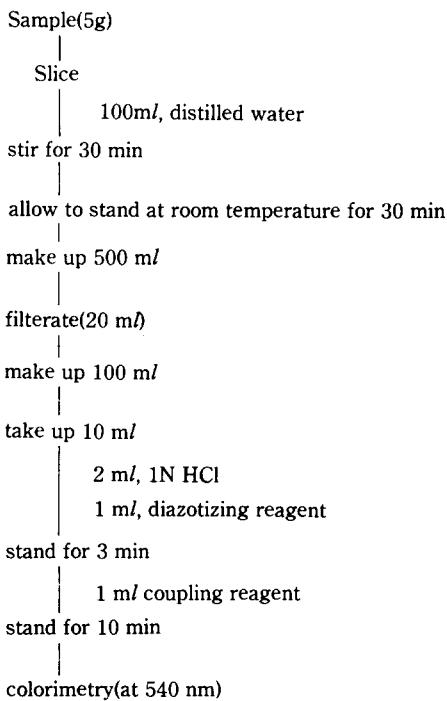 Sample(5g)
Slice
100ml, distilled water
stir for 30 min
allow to stand at room temperature for 30 min
make up 500 ml
filterate(20 ml)
make up 100 ml
take up 10 ml
2 ml, 1N HCl
1 ml, diazotizing reagent
stand for 3 min
1 ml coupling reagent
stand for 10 min
colorimetry(at 540 nm)